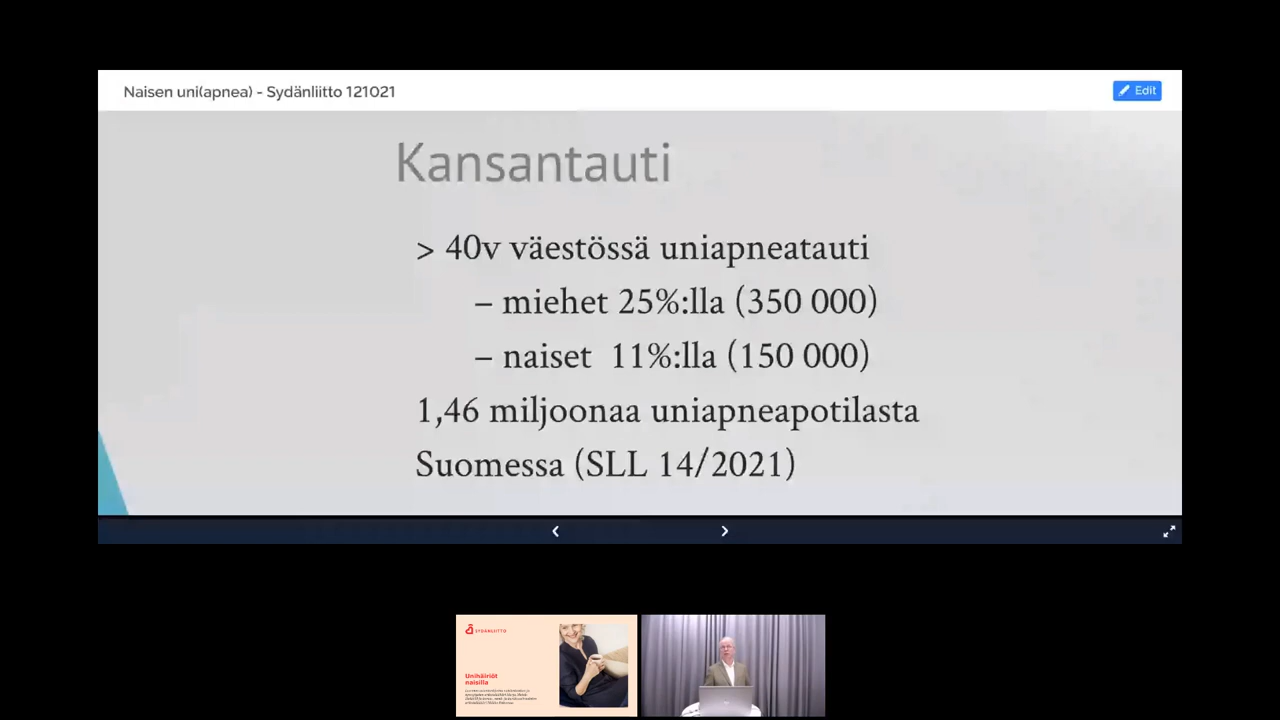 Naisen uni(apnea) - Sydänliitto 121021
Edit
Kansantauti
> 40v väestössä uniapneatauti
– miehet 25%:lla (350 000)
– naiset 11%:lla (150 000)
1,46 miljoonaa uniapneapotilasta
Suomessa (SLL 14/2021)
SYDÄNLIITTO
Unihäiriöt
naisilla